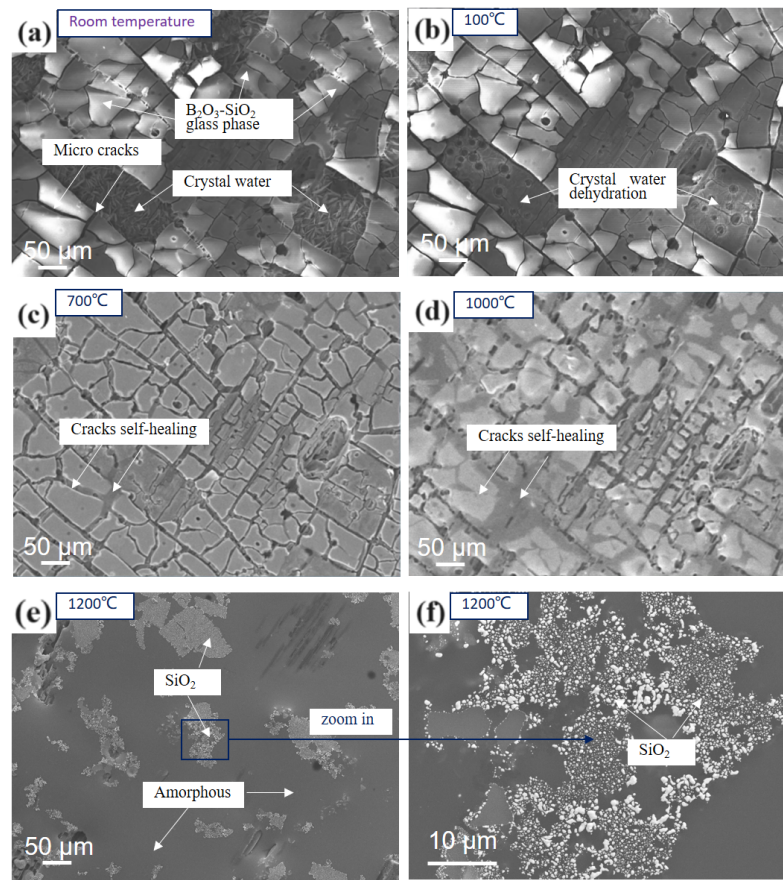 (a)
Room temperature
B₂O₃-SiO₂
glass phase
Micro cracks
Crystal water
50 μm
(b)
100℃
Crystal water
dehydration
50 μm
(c)
700℃
Cracks self-healing
50 μm
(d)
1000℃
Cracks self-healing
50 μm
(e)
1200℃
SiO₂
zoom in
Amorphous
50 μm
(f)
1200℃
SiO₂
10 μm